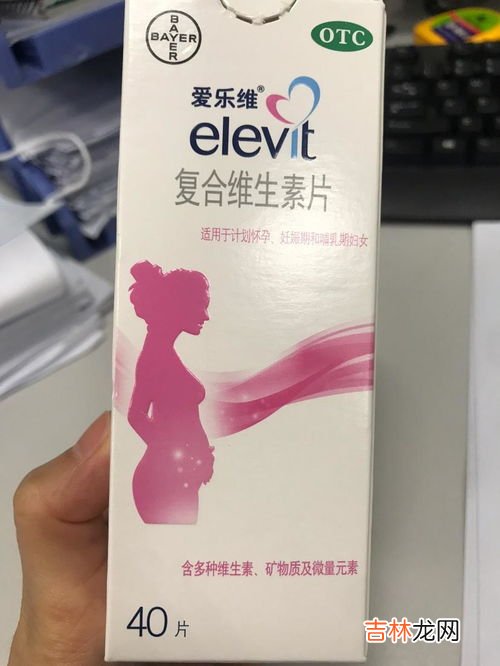 BAYER
BAYER
OTC
爱乐维®
elevit
复合维生素片
适用于计划怀孕、妊娠期和哺乳期妇女
含多种维生素、矿物质及微量元素
40片
吉林龙网